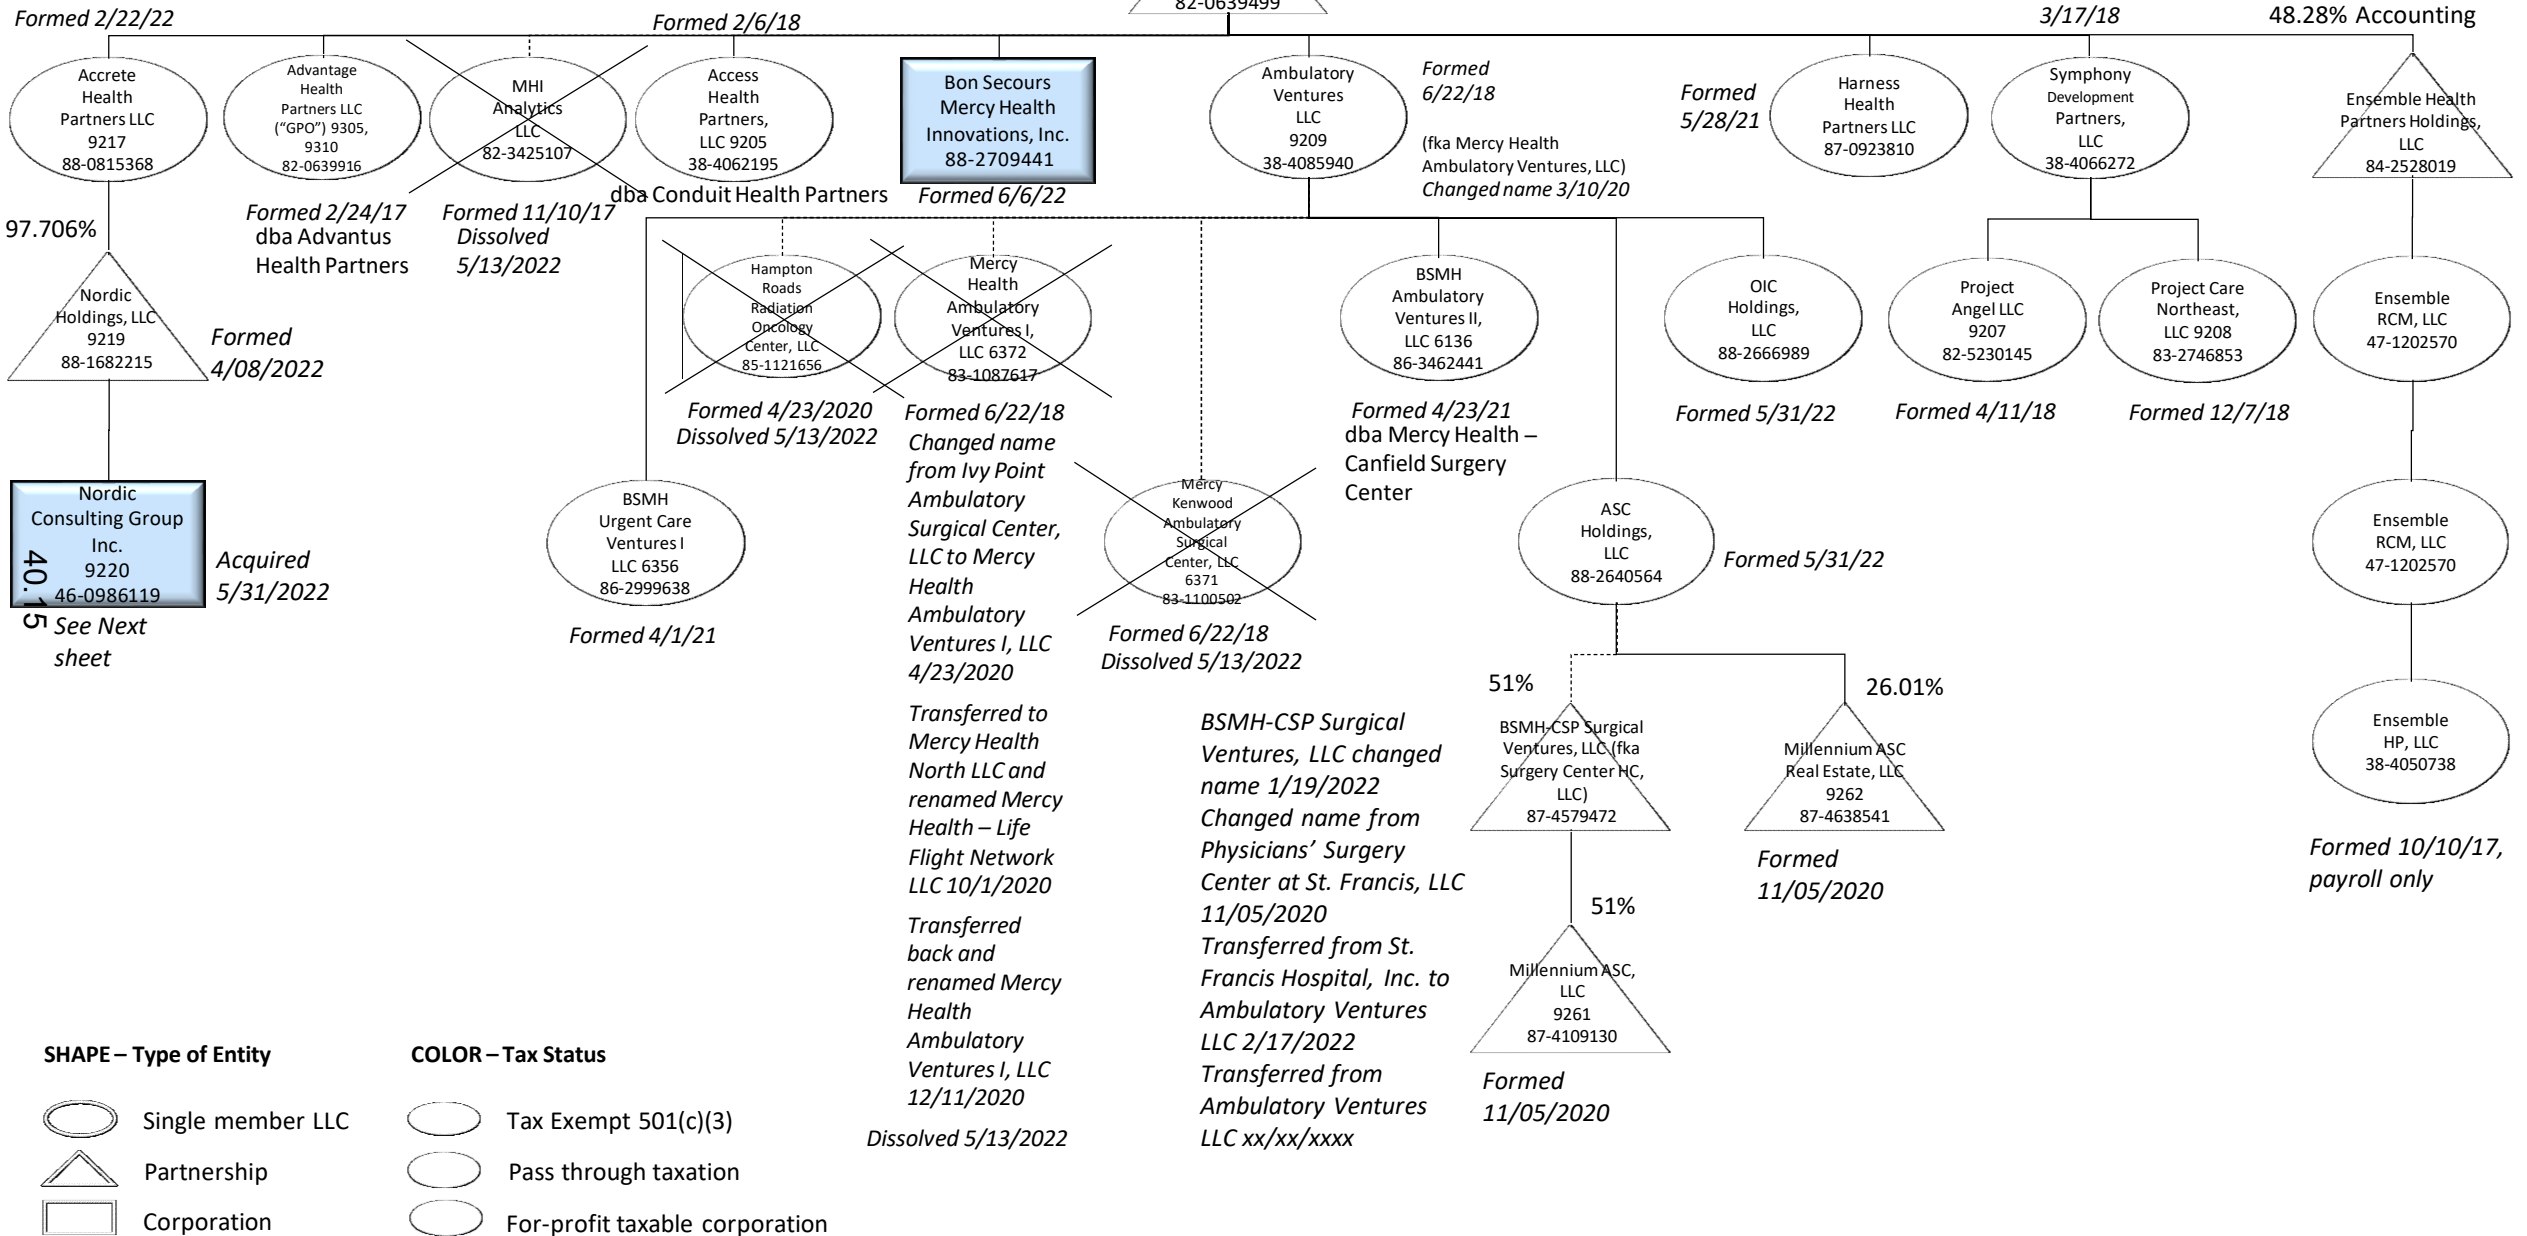 82-0639499
Formed 2/22/22
Formed 2/6/18
3/17/18
48.28% Accounting
Accrete
Health
Partners LLC
9217
88-0815368
Advantage
Health
Partners LLC
("GPO") 9305,
9310
82-0639916
MHI
Analytics
LLC
82-3425107
Access
Health
Partners,
LLC 9205
38-4062195
Bon Secours
Mercy Health
Innovations, Inc.
88-2709441
Ambulatory
Ventures
LLC
9209
38-4085940
Formed
6/22/18
(fka Mercy Health
Ambulatory Ventures, LLC)
Changed name 3/10/20
Formed
5/28/21
Harness
Health
Partners LLC
87-0923810
Symphony
Development
Partners,
LLC
38-4066272
Ensemble Health
Partners Holdings,
LLC
84-2528019
dba Conduit Health Partners
Formed 6/6/22
97.706%
Formed 2/24/17
dba Advantus
Health Partners
Formed 11/10/17
Dissolved
5/13/2022
Nordic
Holdings, LLC
9219
88-1682215
Formed
4/08/2022
Hampton
Roads
Radiation
Oncology
Center, LLC
85-1121656
Mercy
Health
Ambulatory
Ventures I,
LLC 6372
83-1087617
BSMH
Ambulatory
Ventures II,
LLC 6136
86-3462441
OIC
Holdings,
LLC
88-2666989
Project
Angel LLC
9207
82-5230145
Project Care
Northeast,
LLC 9208
83-2746853
Ensemble
RCM, LLC
47-1202570
Formed 4/23/2020
Dissolved 5/13/2022
Formed 6/22/18
Changed name
from Ivy Point
Ambulatory
Surgical Center,
LLC to Mercy
Health
Ambulatory
Ventures I, LLC
4/23/2020
Transferred to
Mercy Health
North LLC and
renamed Mercy
Health – Life
Flight Network
LLC 10/1/2020
Transferred
back and
renamed Mercy
Health
Ambulatory
Ventures I, LLC
12/11/2020
Dissolved 5/13/2022
Formed 4/23/21
dba Mercy Health –
Canfield Surgery
Center
Formed 5/31/22
Formed 4/11/18
Formed 12/7/18
Nordic
Consulting Group
Inc.
9220
46-0986119
40.15
Acquired
5/31/2022
See Next
sheet
BSMH
Urgent Care
Ventures I
LLC 6356
86-2999638
Formed 4/1/21
Mercy
Kenwood
Ambulatory
Surgical
Center, LLC
6371
83-1100502
Formed 6/22/18
Dissolved 5/13/2022
ASC
Holdings,
LLC
88-2640564
Formed 5/31/22
Ensemble
RCM, LLC
47-1202570
51%
26.01%
BSMH-CSP Surgical
Ventures, LLC changed
name 1/19/2022
Changed name from
Physicians' Surgery
Center at St. Francis, LLC
11/05/2020
Transferred from St.
Francis Hospital, Inc. to
Ambulatory Ventures
LLC 2/17/2022
Transferred from
Ambulatory Ventures
LLC xx/xx/xxxx
BSMH-CSP Surgical
Ventures, LLC (fka
Surgery Center HC,
LLC)
87-4579472
Millennium ASC
Real Estate, LLC
9262
87-4638541
Formed
11/05/2020
Ensemble
HP, LLC
38-4050738
Formed 10/10/17,
payroll only
51%
Millennium ASC,
LLC
9261
87-4109130
Formed
11/05/2020
SHAPE – Type of Entity
Single member LLC
Partnership
Corporation
COLOR – Tax Status
Tax Exempt 501(c)(3)
Pass through taxation
For-profit taxable corporation